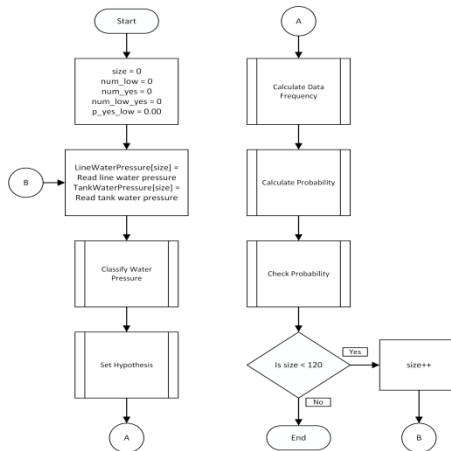 Start
size = 0
num_low = 0
num_yes = 0
num_low_yes = 0
p_yes_low = 0.00
B
LineWaterPressure[size] =
Read line water pressure
TankWaterPressure[size] =
Read tank water pressure
Classify Water
Pressure
Set Hypothesis
A
A
Calculate Data
Frequency
Calculate Probability
Check Probability
Is size < 120
Yes
size++
No
End
B